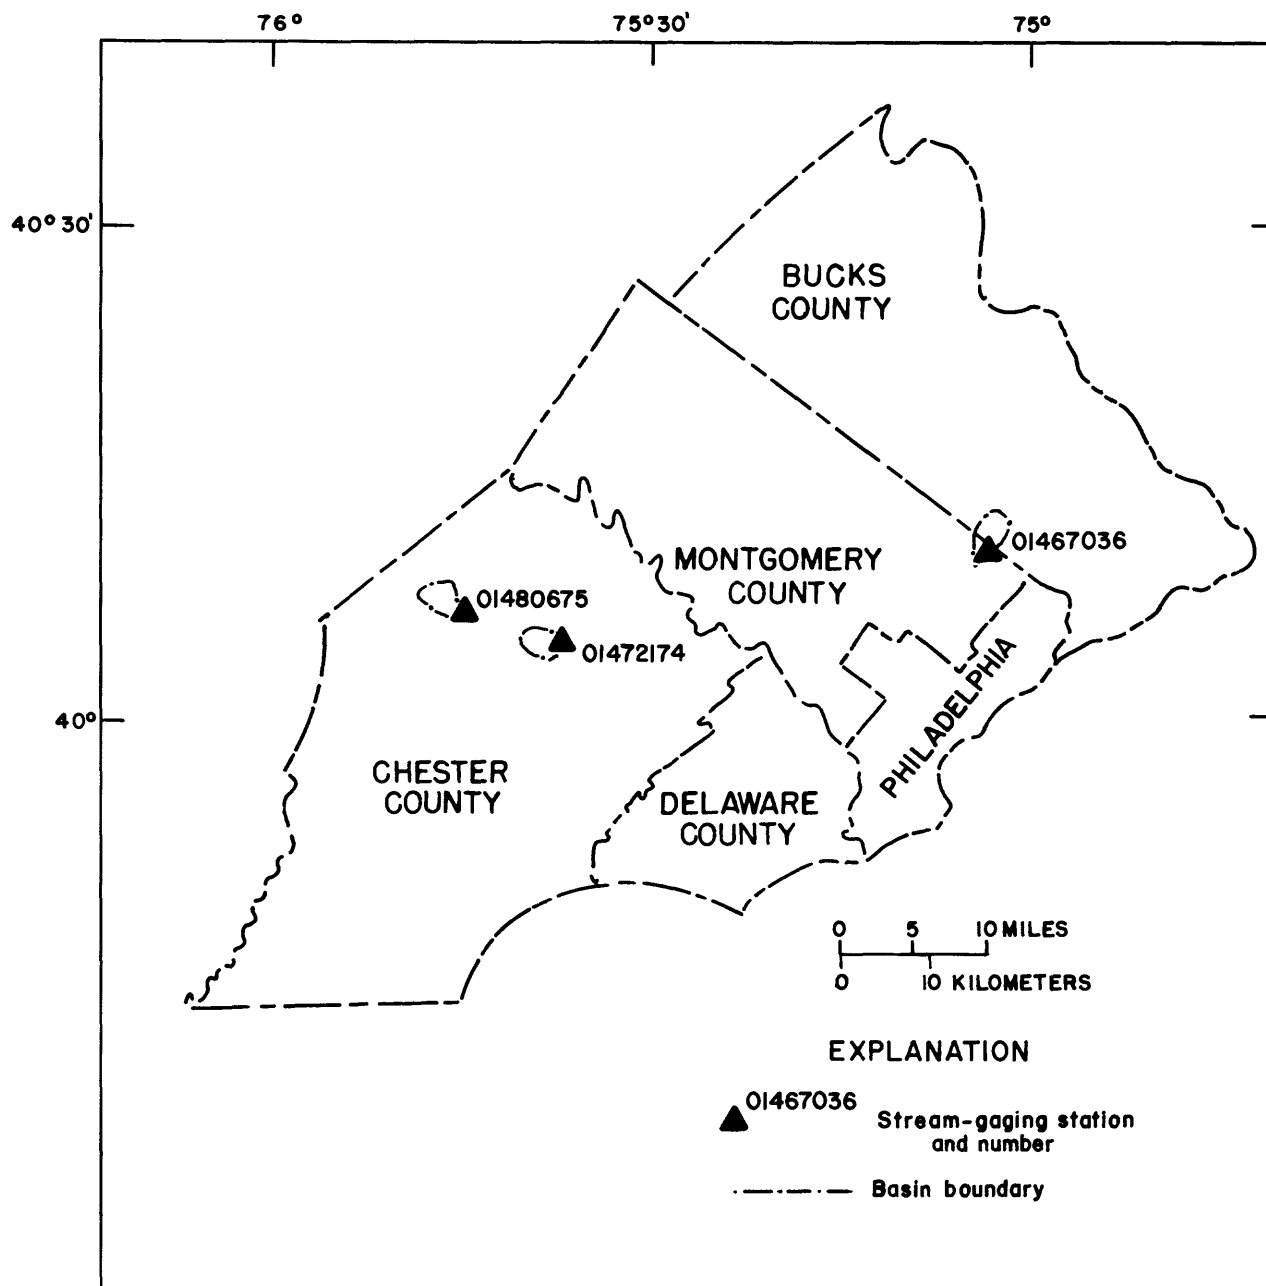 76°
75°30'
75°
40°30'
BUCKS
COUNTY
01467036
MONTGOMERY
COUNTY
01480675
01472174
PHILADELPHIA
40°
CHESTER
COUNTY
DELAWARE
COUNTY
0 5 10 MILES
0 10 KILOMETERS
EXPLANATION
01467036
Stream-gaging station
and number
Basin boundary